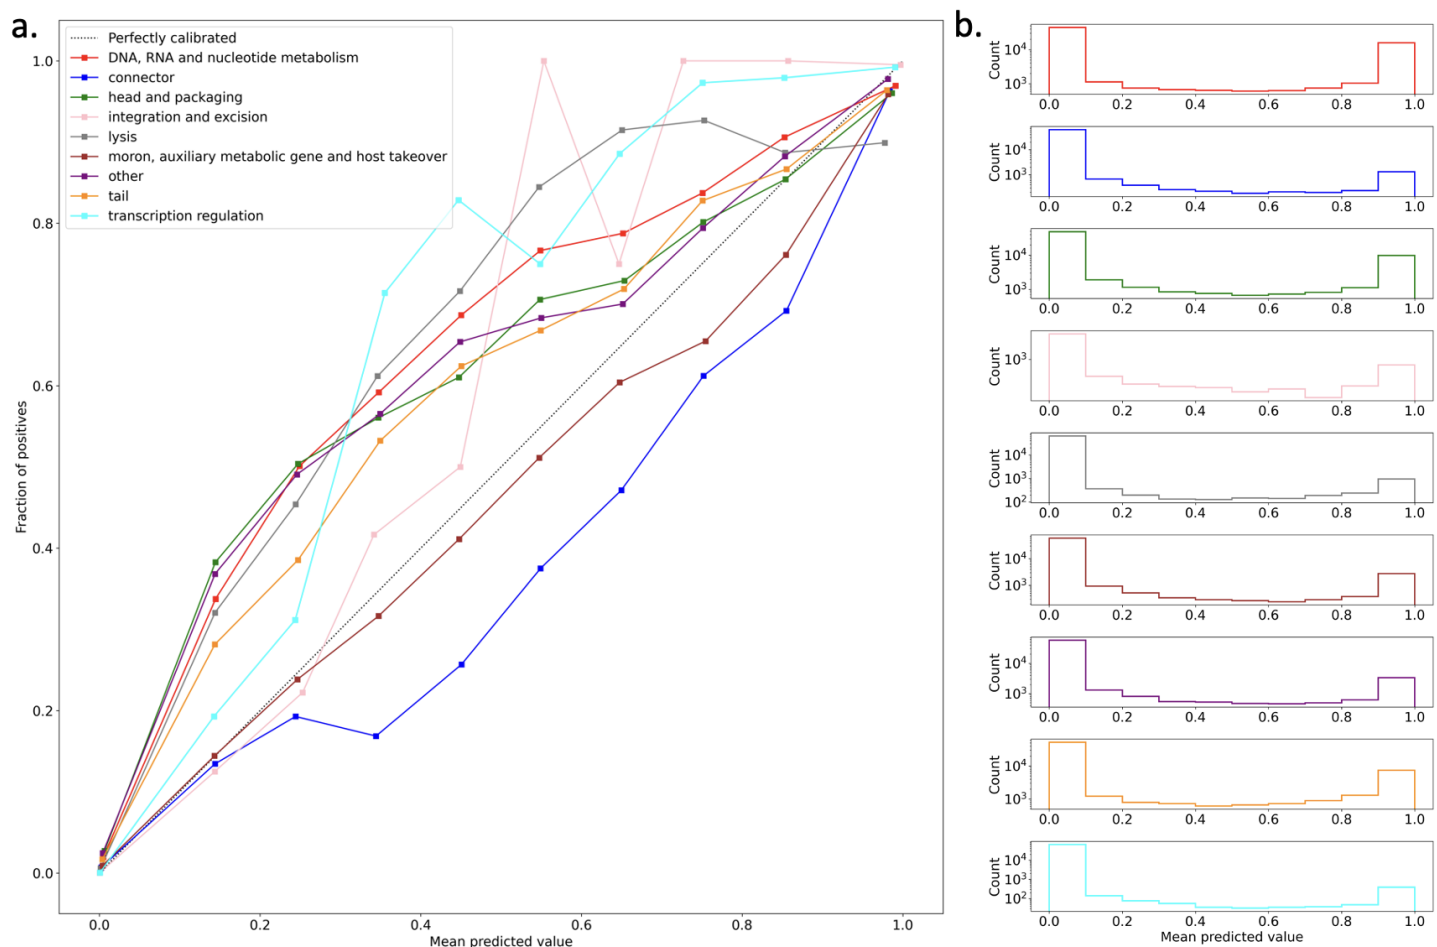 a.
Perfectly calibrated
DNA, RNA and nucleotide metabolism
connector
head and packaging
integration and excision
lysis
moron, auxiliary metabolic gene and host takeover
other
tail
transcription regulation
Fraction of positives
1.0
0.8
0.6
0.4
0.2
0.0
0.0 0.2 0.4 0.6 0.8 1.0
Mean predicted value
b.
Count
10⁴
10³
0.0 0.2 0.4 0.6 0.8 1.0
Count
10⁴
10³
0.0 0.2 0.4 0.6 0.8 1.0
Count
10⁴
10³
0.0 0.2 0.4 0.6 0.8 1.0
Count
10³
0.0 0.2 0.4 0.6 0.8 1.0
Count
10⁴
10³
10²
0.0 0.2 0.4 0.6 0.8 1.0
Count
10⁴
10³
0.0 0.2 0.4 0.6 0.8 1.0
Count
10⁴
10³
0.0 0.2 0.4 0.6 0.8 1.0
Count
10⁴
10³
0.0 0.2 0.4 0.6 0.8 1.0
Count
10⁴
10³
10²
0.0 0.2 0.4 0.6 0.8 1.0
Mean predicted value